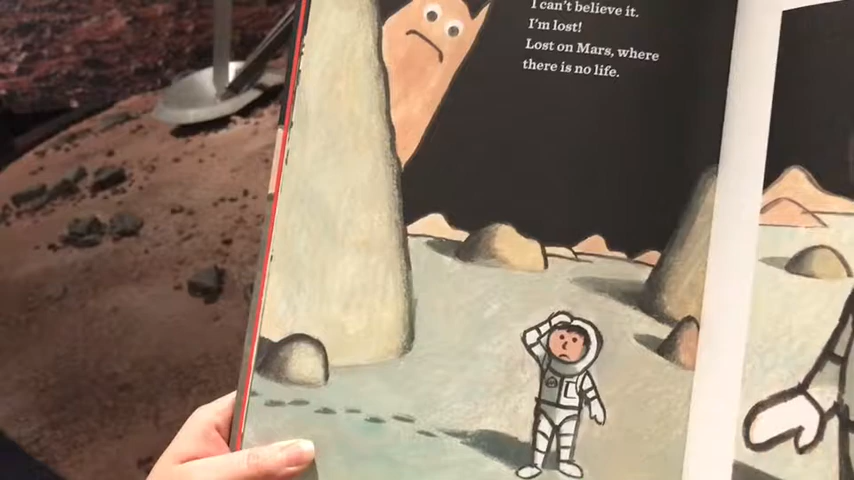 I can't believe it.
I'm lost!
Lost on Mars, where
there is no life.